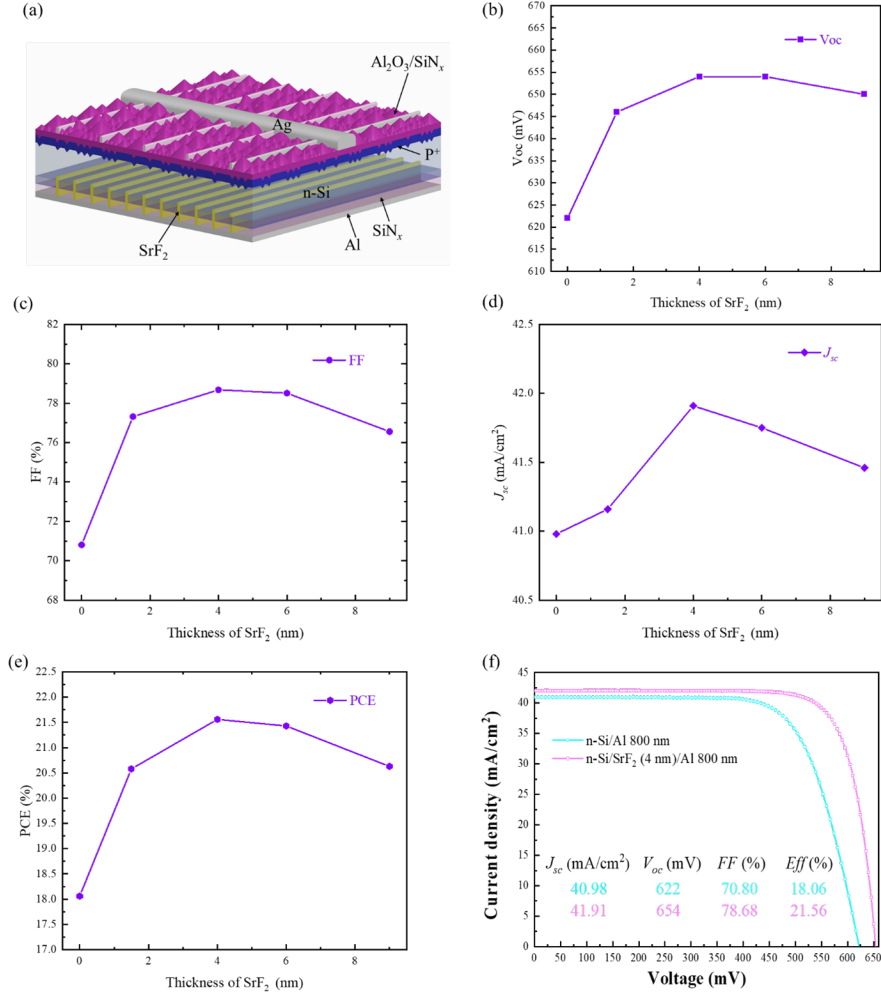 (a)
Al₂O₃/SiNₓ
Ag
P⁺
n-Si
SrF₂
Al
SiNₓ
(b)
Voc (mV)
670
665
660
655
650
645
640
635
630
625
620
615
610
Voc
0 2 4 6 8
Thickness of SrF₂ (nm)
(c)
FF (%)
82
80
78
76
74
72
70
68
FF
0 2 4 6 8
Thickness of SrF₂ (nm)
(d)
Jsc (mA/cm²)
42.5
42.0
41.5
41.0
40.5
Jsc
0 2 4 6 8
Thickness of SrF₂ (nm)
(e)
PCE (%)
22.5
22.0
21.5
21.0
20.5
20.0
19.5
19.0
18.5
18.0
17.5
17.0
PCE
0 2 4 6 8
Thickness of SrF₂ (nm)
(f)
Current density (mA/cm²)
45
40
35
30
25
20
15
10
5
0
n-Si/Al 800 nm
n-Si/SrF₂ (4 nm)/Al 800 nm
Jsc (mA/cm²) Voc (mV) FF (%) Eff (%)
40.98 622 70.80 18.06
41.91 654 78.68 21.56
0 50 100 150 200 250 300 350 400 450 500 550 600 650
Voltage (mV)